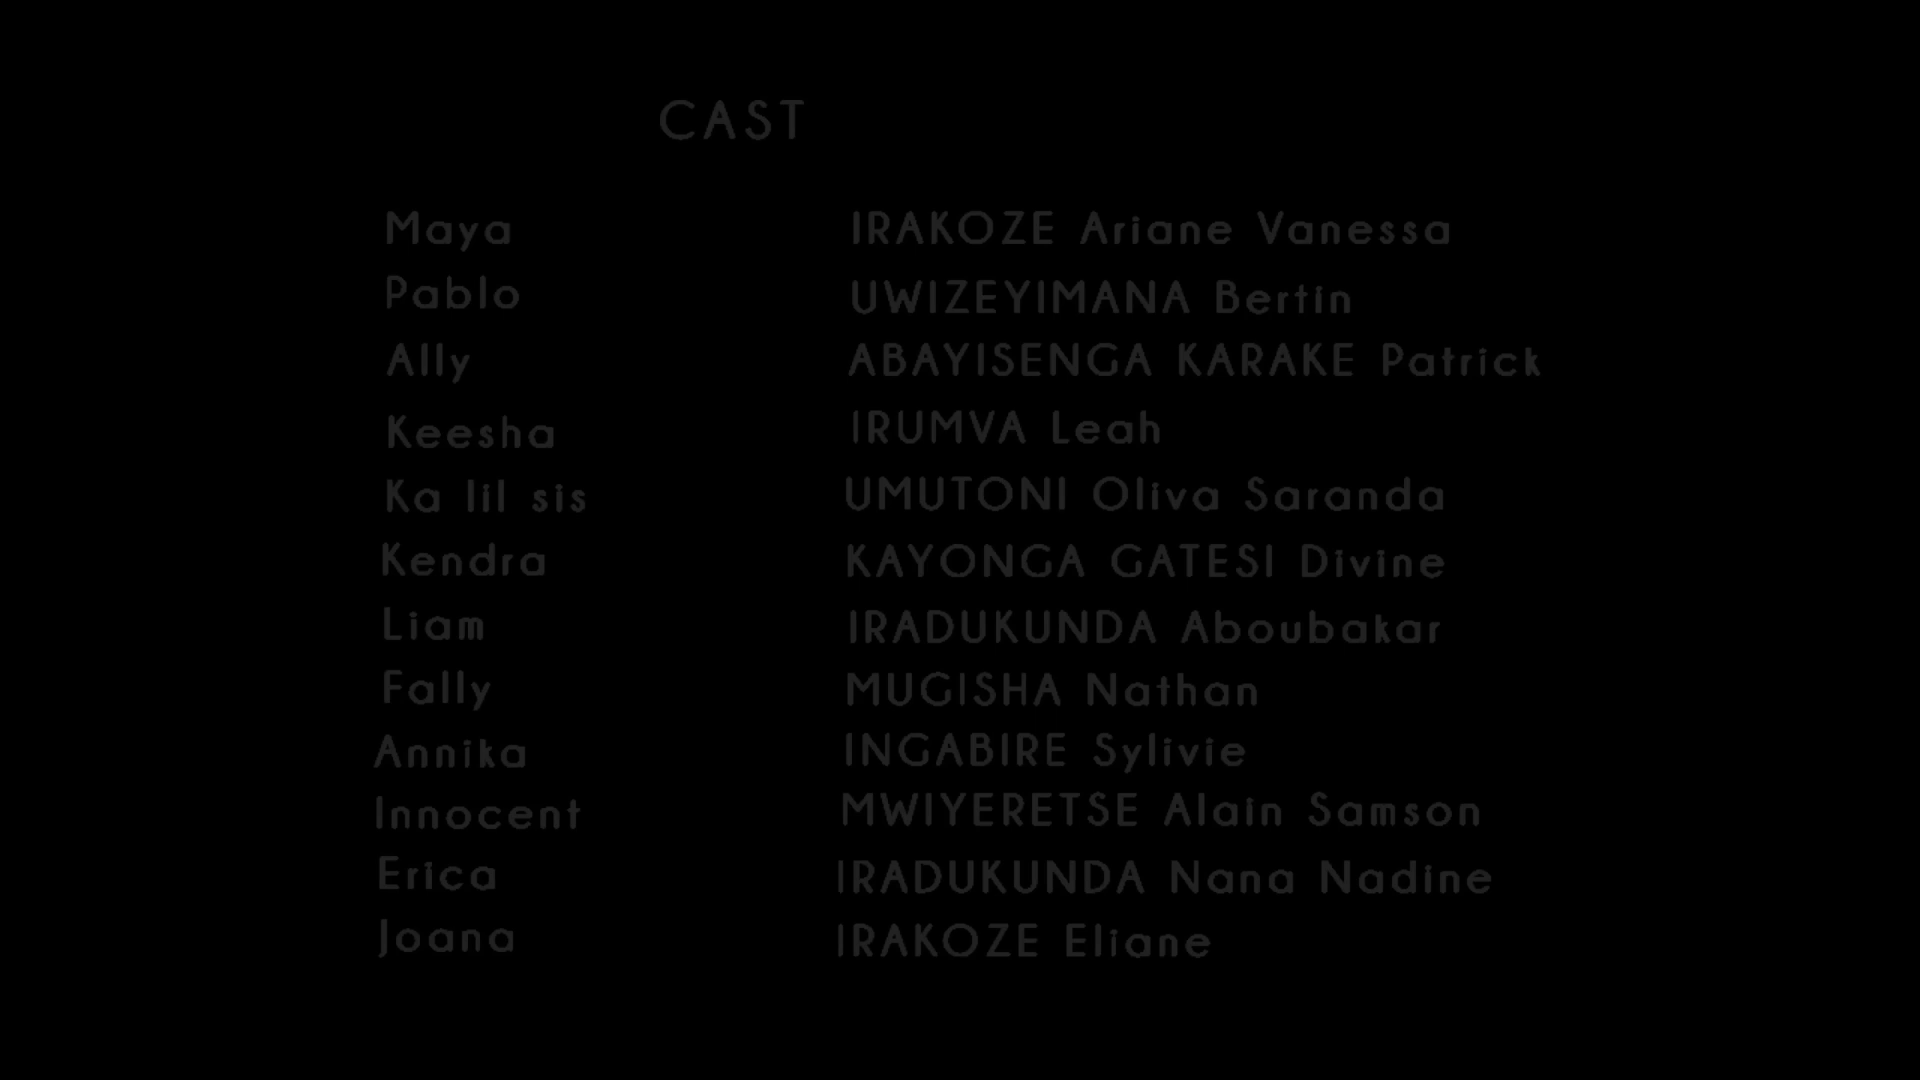 CAST
Maya IRAKOZE Ariane Vanessa
Pablo UWIZEYIMANA Bertin
Ally ABAYISENGA KARAKE Patrick
Keesha IRUMVA Leah
Ka lil sis UMUTONI Oliva Saranda
Kendra KAYONGA GATESI Divine
Liam IRADUKUNDA Aboubakar
Fally MUGISHA Nathan
Annika INGABIRE Sylivie
Innocent MWIYERETSE Alain Samson
Erica IRADUKUNDA Nana Nadine
Joana IRAKOZE Eliane